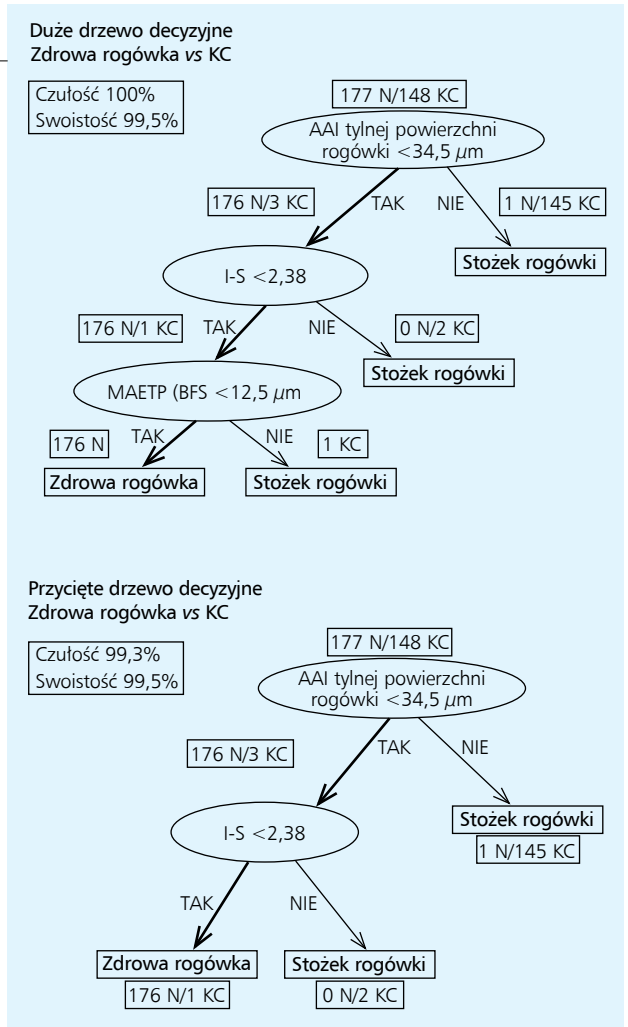 Duże drzewo decyzyjne
Zdrowa rogówka vs KC
Czułość 100%
Swoistość 99,5%
177 N/148 KC
AAI tylnej powierzchni
rogówki <34,5 µm
176 N/3 KC
TAK
NIE
1 N/145 KC
Stożek rogówki
I-S <2,38
176 N/1 KC
TAK
NIE
0 N/2 KC
Stożek rogówki
MAETP (BFS <12,5 µm
176 N
TAK
NIE
1 KC
Zdrowa rogówka
Stożek rogówki
Przycięte drzewo decyzyjne
Zdrowa rogówka vs KC
Czułość 99,3%
Swoistość 99,5%
177 N/148 KC
AAI tylnej powierzchni
rogówki <34,5 µm
176 N/3 KC
TAK
NIE
Stożek rogówki
1 N/145 KC
I-S <2,38
TAK
NIE
Zdrowa rogówka
Stożek rogówki
176 N/1 KC
0 N/2 KC